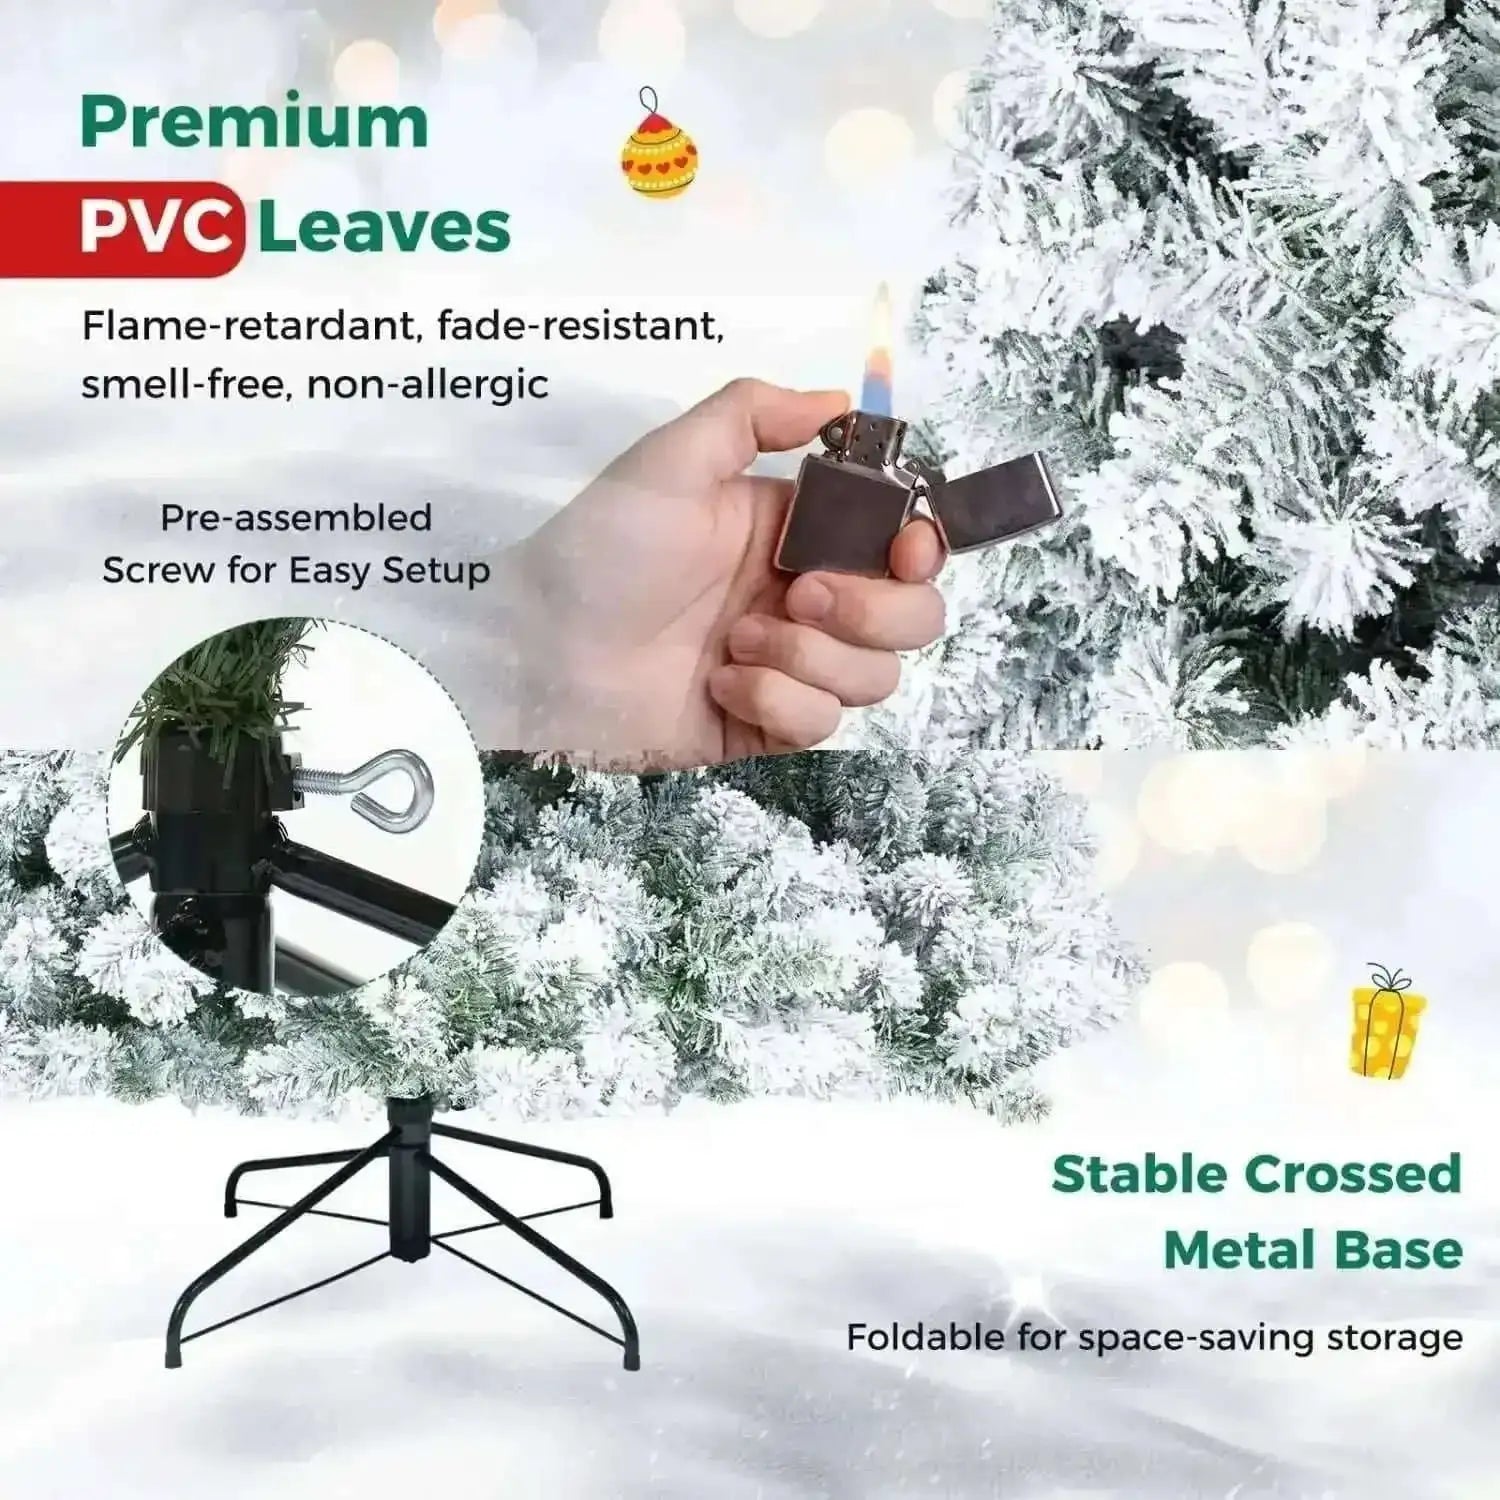 Premium
PVC Leaves
Flame-retardant, fade-resistant,
smell-free, non-allergic
Pre-assembled
Screw for Easy Setup
Stable Crossed
Metal Base
Foldable for space-saving storage